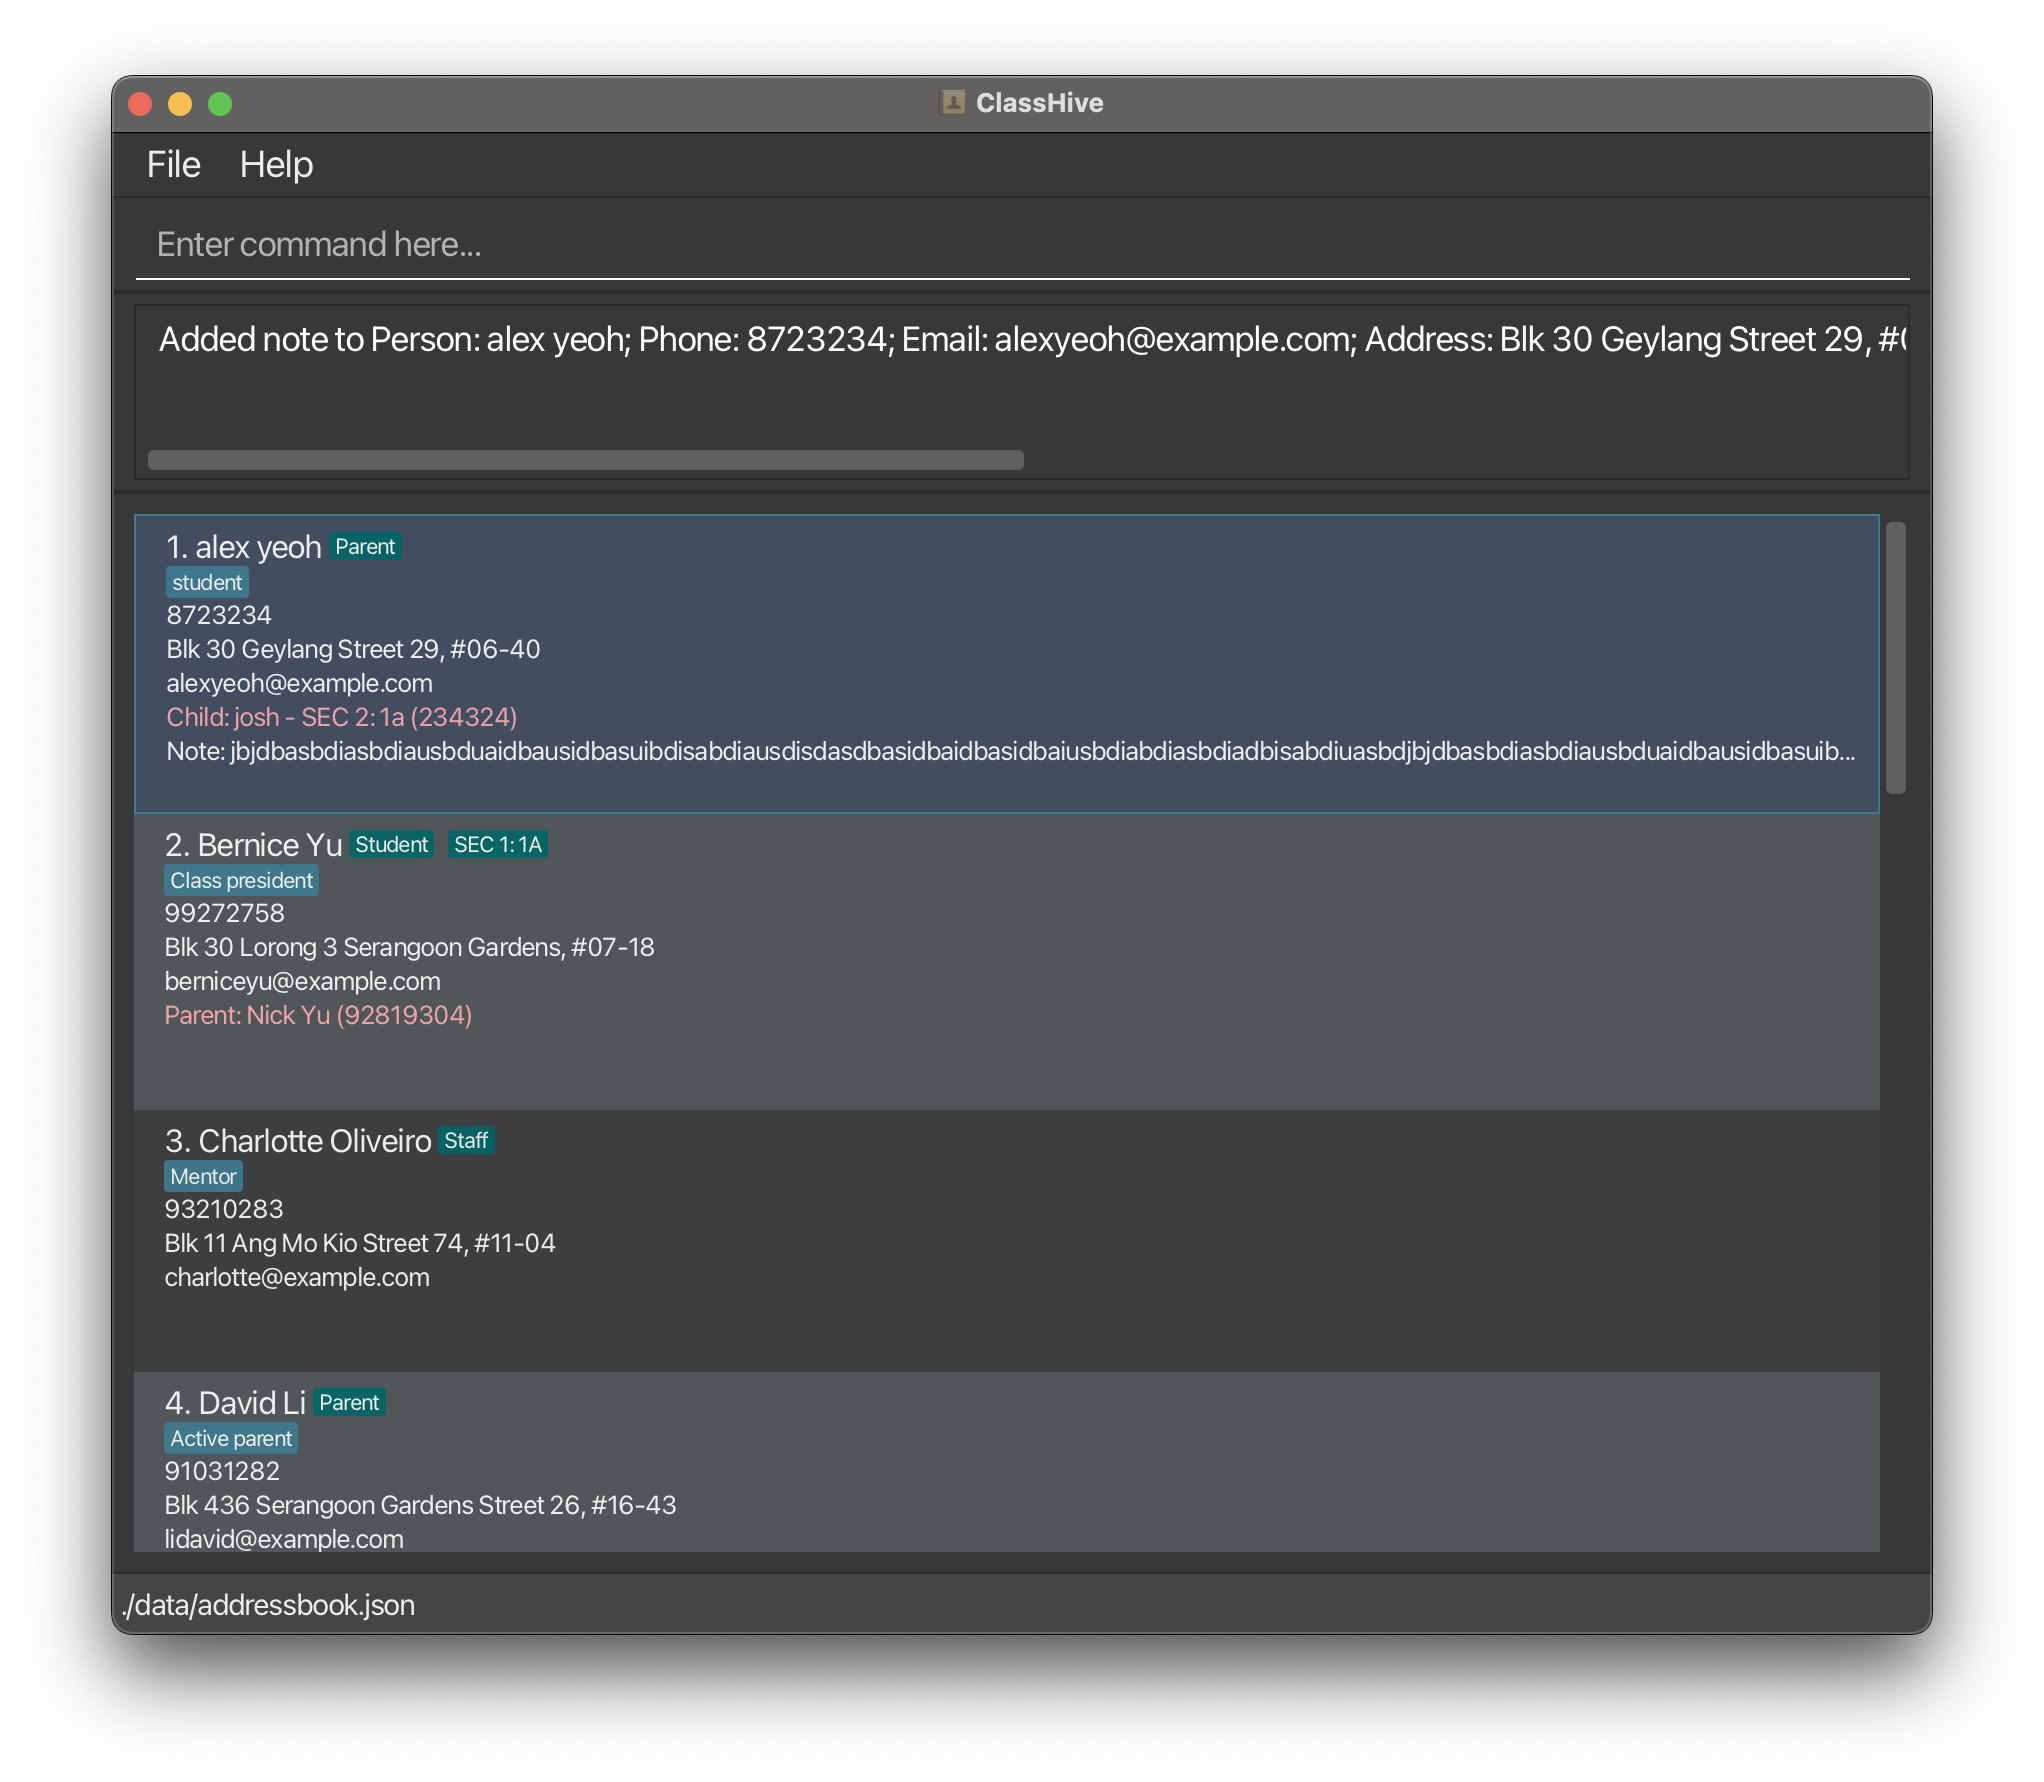 ClassHive
File Help
Enter command here...
Added note to Person: alex yeoh; Phone: 8723234; Email: alexyeoh@example.com; Address: Blk 30 Geylang Street 29,
1. alex yeoh Parent
student
8723234
Blk 30 Geylang Street 29, #06-40
alexyeoh@example.com
Child: josh - SEC 2:1a (234324)
Note: jbjdbasbdiasbdiausbduaidbausidbasuibdisabdiausdisdasdbasidbaidbasidbaiusbdiabdiasbdiadbisabdiuasbdjbjdbasbdiasbdiausbduaidbausidbasuib...
2. Bernice Yu Student SEC 1:1A
Class president
99272758
Blk 30 Lorong 3 Serangoon Gardens, #07-18
berniceyu@example.com
Parent: Nick Yu (92819304)
3. Charlotte Oliveiro Staff
Mentor
93210283
Blk 11 Ang Mo Kio Street 74, #11-04
charlotte@example.com
4. David Li Parent
Active parent
91031282
Blk 436 Serangoon Gardens Street 26, #16-43
lidavid@example.com
./data/addressbook.json